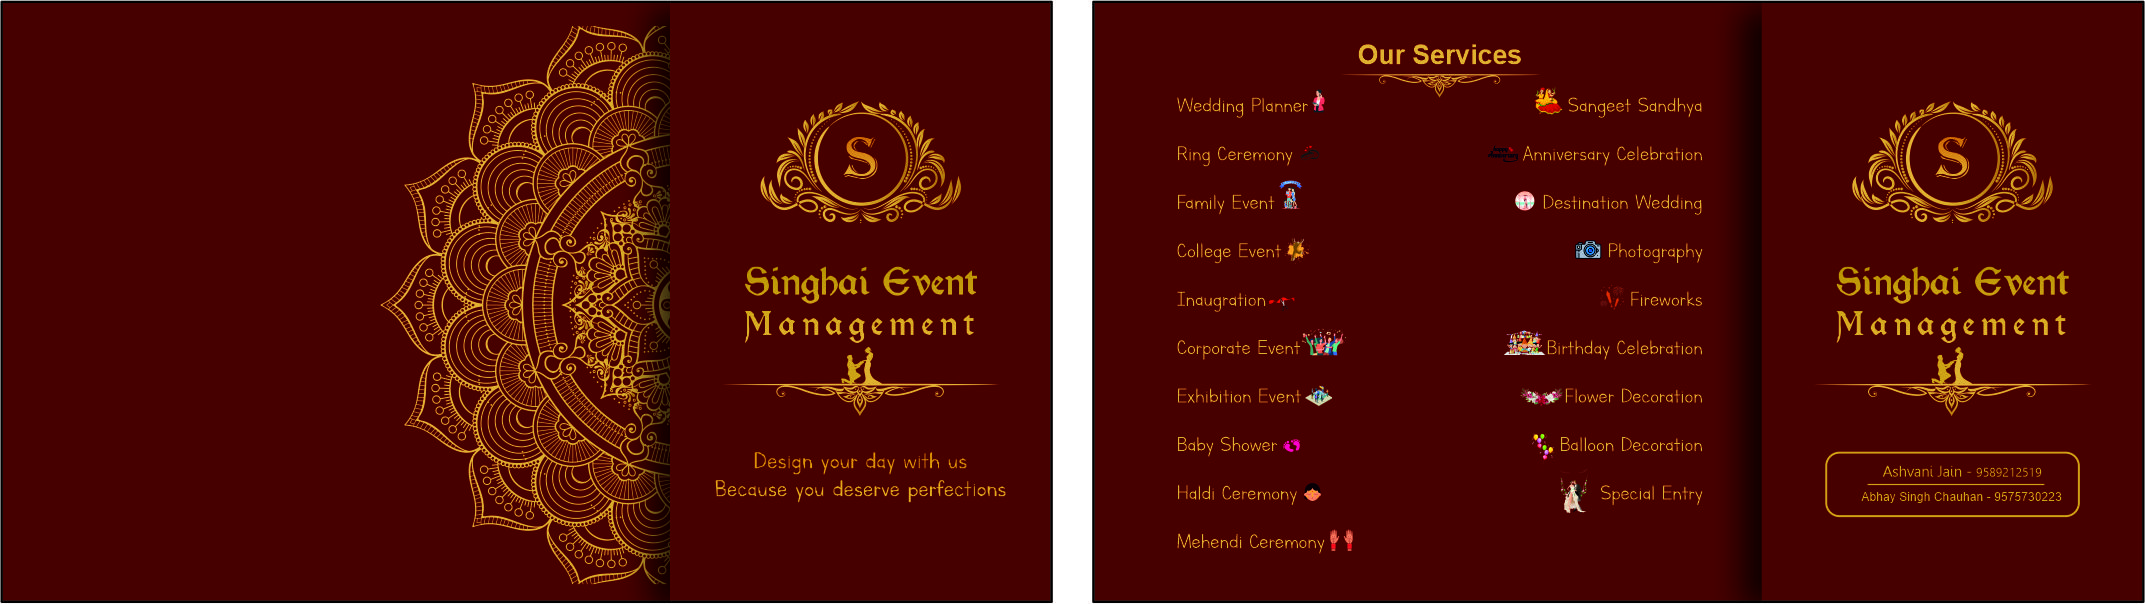 S
Singhai Event
Management
Design your day with us
Because you deserve perfections
Our Services
Wedding Planner
Ring Ceremony
Family Event
College Event
Inaugration
Corporate Event
Exhibition Event
Baby Shower
Haldi Ceremony
Mehendi Ceremony
Sangeet Sandhya
Anniversary Celebration
Destination Wedding
Photography
Fireworks
Birthday Celebration
Flower Decoration
Balloon Decoration
Special Entry
S
Singhai Event
Management
Ashvani Jain - 9589212519
Abhay Singh Chauhan - 9575730223